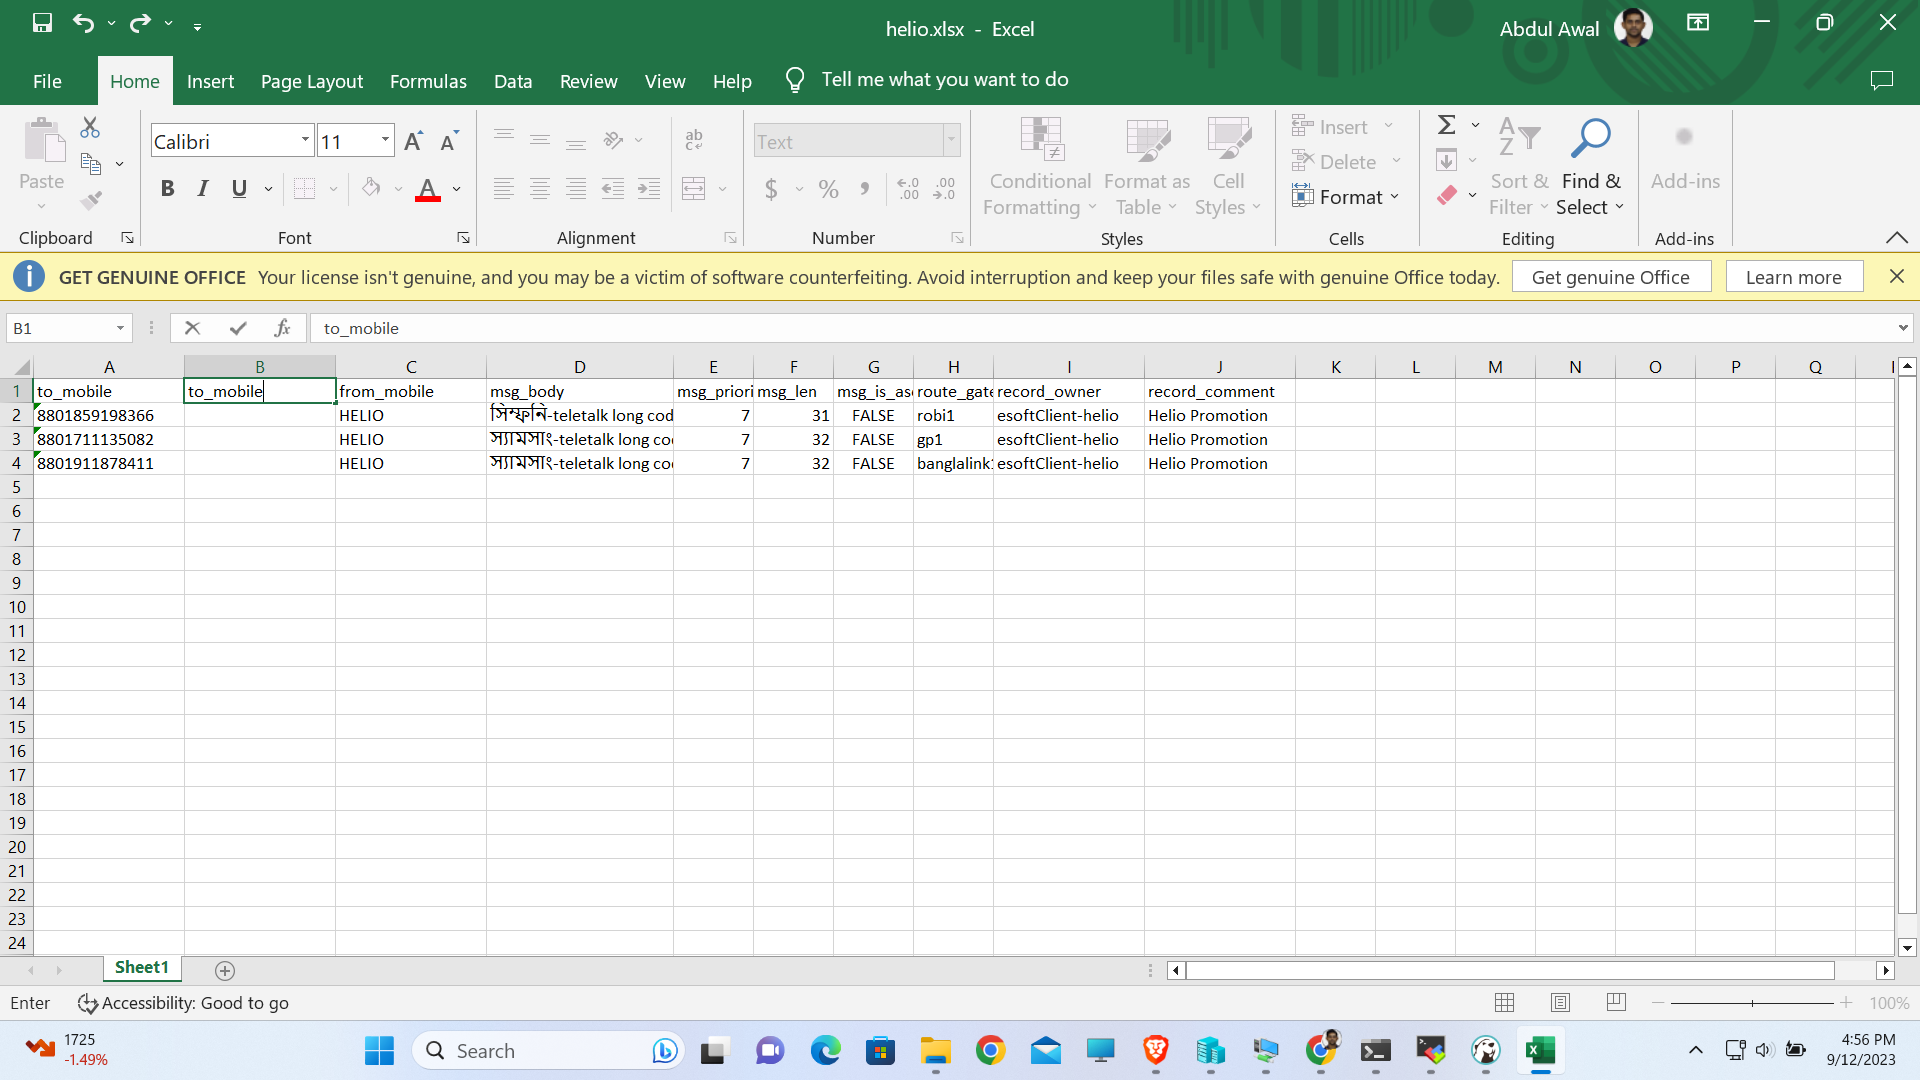 helio.xlsx - Excel
Abdul Awal
File Home Insert Page Layout Formulas Data Review View Help Tell me what you want to do
Paste
Clipboard
Calibri 11
B I U A
Font
ab
Alignment
Text
$ % ,
Number
Conditional Formatting
Format as Table
Cell Styles
Styles
Insert
Delete
Format
Cells
Sort & Filter
Find & Select
Editing
Add-ins
Add-ins
GET GENUINE OFFICE Your license isn't genuine, and you may be a victim of software counterfeiting. Avoid interruption and keep your files safe with genuine Office today. Get genuine Office Learn more
B1 fx to_mobile
A B C D E F G H I J K L M N O P Q
1 to_mobile to_mobile from_mobile msg_body msg_priori msg_len msg_is_asc route_gate record_owner record_comment
2 8801859198366 HELIO সিম্ফনি-teletalk long cod 7 31 FALSE robi1 esoftClient-helio Helio Promotion
3 8801711135082 HELIO স্যামসাং-teletalk long co 7 32 FALSE gp1 esoftClient-helio Helio Promotion
4 8801911878411 HELIO স্যামসাং-teletalk long co 7 32 FALSE banglalink esoftClient-helio Helio Promotion
5
6
7
8
9
10
11
12
13
14
15
16
17
18
19
20
21
22
23
24
Sheet1
Enter Accessibility: Good to go 100%
1725
-1.49%
Search
4:56 PM
9/12/2023